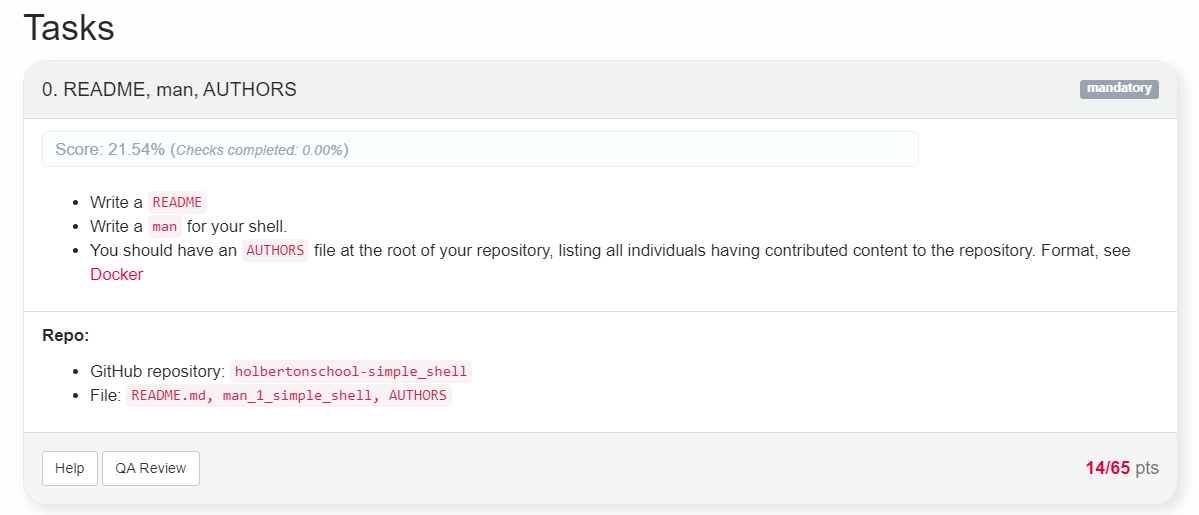 Tasks
0. README, man, AUTHORS
mandatory
Score: 21.54% (Checks completed: 0.00%)
Write a README
Write a man for your shell.
You should have an AUTHORS file at the root of your repository, listing all individuals having contributed content to the repository. Format, see
Docker
Repo:
GitHub repository: holbertonschool-simple_shell
File: README.md, man_1_simple_shell, AUTHORS
Help
QA Review
14/65 pts